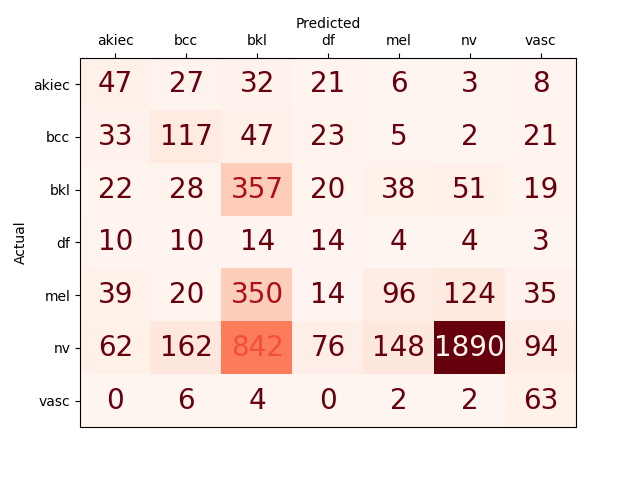 Predicted
akiec bcc bkl df mel nv vasc
Actual
akiec 47 27 32 21 6 3 8
bcc 33 117 47 23 5 2 21
bkl 22 28 357 20 38 51 19
df 10 10 14 14 4 4 3
mel 39 20 350 14 96 124 35
nv 62 162 842 76 148 1890 94
vasc 0 6 4 0 2 2 63